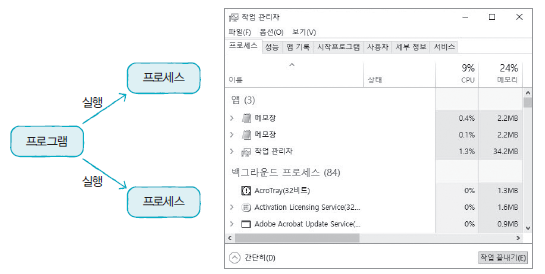 프로그램
실행
프로세스
실행
프로세스
작업 관리자
파일(F) 옵션(O) 보기(V)
프로세스 성능 앱 기록 시작프로그램 사용자 세부 정보 서비스
9% 24%
이름 상태 CPU 메모리
앱 (3)
메모장 0.4% 2.2MB
메모장 0.1% 2.2MB
작업 관리자 1.3% 34.2MB
백그라운드 프로세스 (84)
AcroTray(32비트) 0% 1.3MB
Activation Licensing Service(32... 0% 1.6MB
Adobe Acrobat Update Service(... 0% 0.9MB
간단히(D) 작업 끝내기(E)